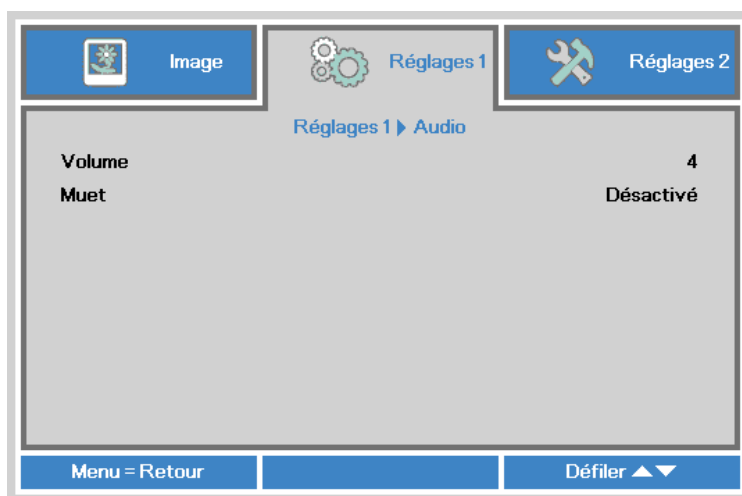 Image
Réglages 1
Réglages 2
Réglages 1 ▶ Audio
Volume 4
Muet Désactivé
Menu = Retour
Défiler ▲▼